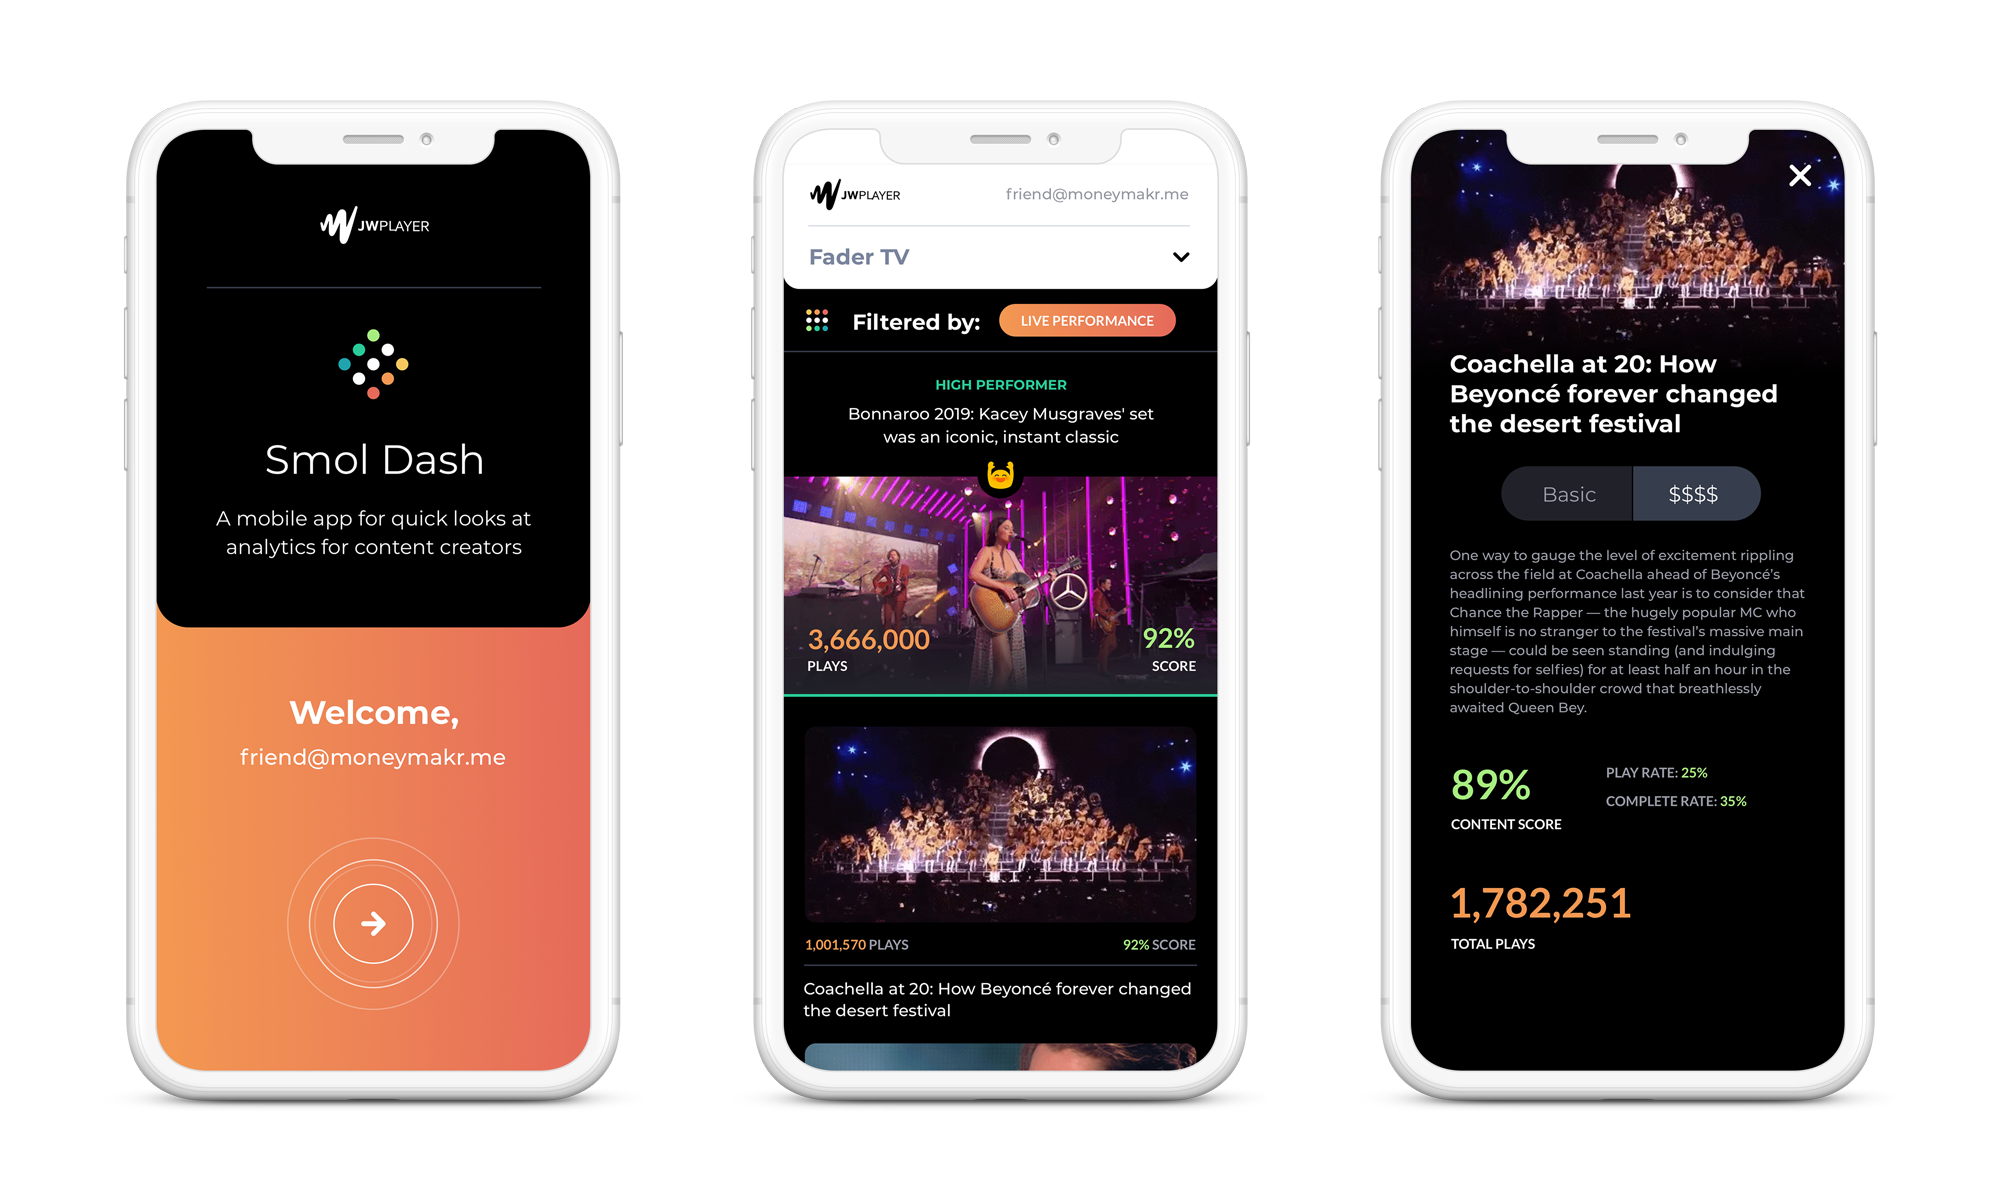 JWPLAYER
Smol Dash
A mobile app for quick looks at
analytics for content creators
Welcome,
friend@moneymakr.me
JWPLAYER
friend@moneymakr.me
Fader TV
Filtered by:
LIVE PERFORMANCE
HIGH PERFORMER
Bonnaroo 2019: Kacey Musgraves' set
was an iconic, instant classic
3,666,000
PLAYS
92%
SCORE
1,001,570 PLAYS
92% SCORE
Coachella at 20: How Beyoncé forever changed
the desert festival
Coachella at 20: How
Beyoncé forever changed
the desert festival
Basic
$$$$
One way to gauge the level of excitement rippling
across the field at Coachella ahead of Beyoncé's
headlining performance last year is to consider that
Chance the Rapper — the hugely popular MC who
himself is no stranger to the festival's massive main
stage — could be seen standing (and indulging
requests for selfies) for at least half an hour in the
shoulder-to-shoulder crowd that breathlessly
awaited Queen Bey.
89%
CONTENT SCORE
PLAY RATE: 25%
COMPLETE RATE: 35%
1,782,251
TOTAL PLAYS